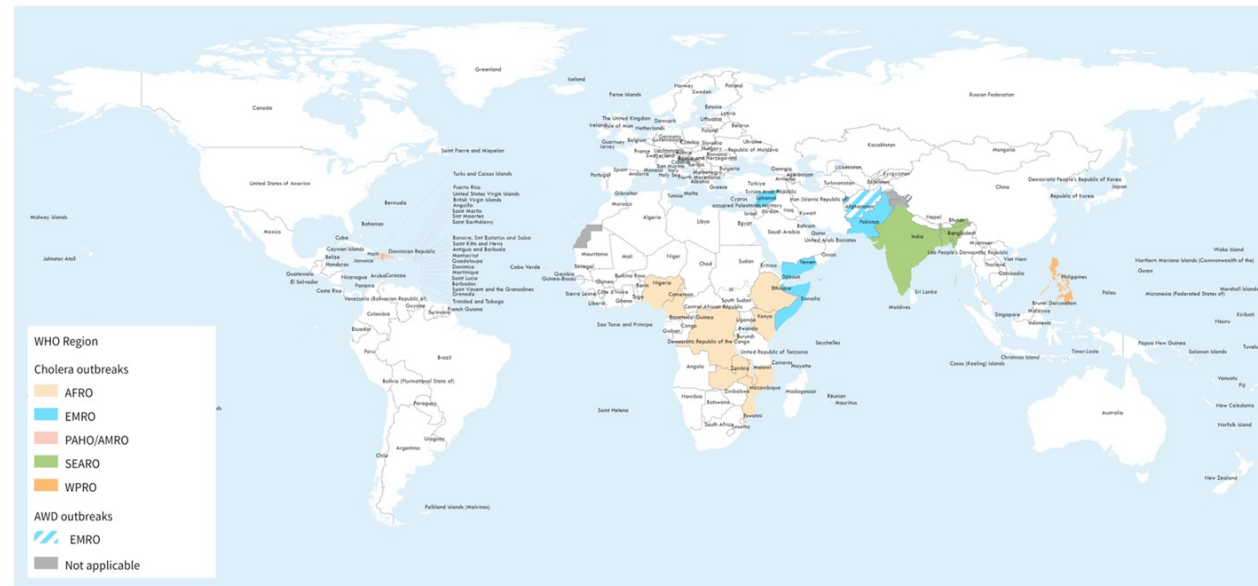 Greenland
Iceland
Faroe Islands
Norway
Sweden
Finland
Russian Federation
Canada
Estonia
Latvia
Lithuania
The United Kingdom
Denmark
Ireland
Isle of Man
Netherlands
Belarus
Poland
Germany
Guernsey
Jersey
Belgium
Ukraine
Czechia
Slovakia
Republic of Moldova
France
Hungary
Saint Pierre and Miquelon
Kazakhstan
Mongolia
Portugal
Spain
Andorra
Monaco
Italy
San Marino
Holy See
Albania
Bulgaria
Greece
Georgia
Uzbekistan
Kyrgyzstan
Turks and Caicos Islands
Türkiye
Turkmenistan
Tajikistan
Democratic People's Republic of Korea
Japan
China
Republic of Korea
United States of America
Puerto Rico
United States Virgin Islands
British Virgin Islands
Anguilla
Saint Martin
Sint Maarten
Saint Barthélemy
Gibraltar
Malta
Tunisia
Cyprus
Syrian Arab Republic
Lebanon
Iran (Islamic Republic of)
Afghanistan
Bermuda
Morocco
Israel
Jordan
Iraq
Kuwait
Midway Islands
Bahamas
Algeria
Libya
Egypt
Pakistan
Nepal
Bhutan
Mexico
Cuba
Bahrain
Qatar
Saudi Arabia
United Arab Emirates
India
Bangladesh
Myanmar
Cayman Islands
Belize
Haiti
Dominican Republic
Jamaica
Honduras
Bonaire, Sint Eustatius and Saba
Saint Kitts and Nevis
Antigua and Barbuda
Montserrat
Guadeloupe
Dominica
Martinique
Saint Lucia
Barbados
Saint Vincent and the Grenadines
Grenada
Trinidad and Tobago
Wake Island
Oman
Lao People's Democratic Republic
Viet Nam
Northern Mariana Islands (Commonwealth of the)
Johnston Atoll
Mauritania
Mali
Niger
Chad
Sudan
Eritrea
Yemen
Thailand
Cambodia
Philippines
Guam
Guatemala
El Salvador
Nicaragua
Aruba
Curacao
Cabo Verde
Senegal
Gambia
Guinea-Bissau
Burkina Faso
Djibouti
Costa Rica
Panama
Guinea
Benin
Nigeria
Ethiopia
Somalia
Sri Lanka
Palau
Marshall Islands
Micronesia (Federated States of)
Venezuela (Bolivarian Republic of)
Guyana
Suriname
French Guiana
Sierra Leone
Côte d'Ivoire
Liberia
Ghana
Togo
Cameroon
Central African Republic
South Sudan
Maldives
Brunei Darussalam
Malaysia
Colombia
Equatorial Guinea
Uganda
Kenya
Singapore
Indonesia
Kiribati
Nauru
Ecuador
Sao Tome and Principe
Gabon
Congo
Rwanda
Burundi
Democratic Republic of the Congo
Seychelles
Papua New Guinea
Solomon Islands
Tuvalu
WHO Region
Peru
Brazil
United Republic of Tanzania
Christmas Island
Timor-Leste
Cocos (Keeling) Islands
Cholera outbreaks
Angola
Zambia
Malawi
Comoros
Mayotte
Bolivia (Plurinational State of)
Vanuatu
Fiji
AFRO
Mozambique
Zimbabwe
Madagascar
Réunion
Mauritius
Namibia
Botswana
Paraguay
New Caledonia
Saint Helena
EMRO
Eswatini
Australia
Norfolk Island
South Africa
Lesotho
PAHO/AMRO
Uruguay
Argentina
Chile
SEARO
New Zealand
WPRO
Falkland Islands (Malvinas)
AWD outbreaks
EMRO
Not applicable